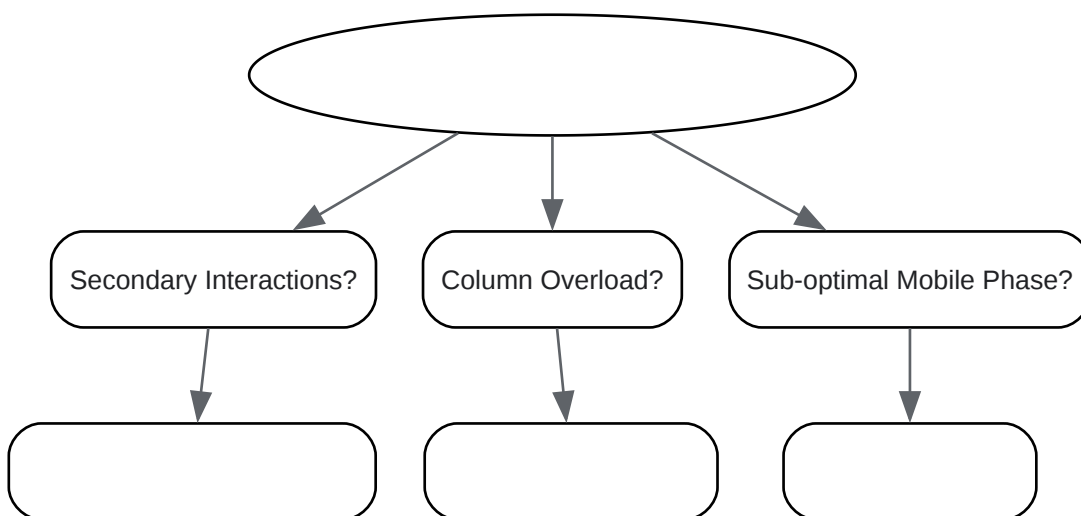 Secondary Interactions?
Column Overload?
Sub-optimal Mobile Phase?